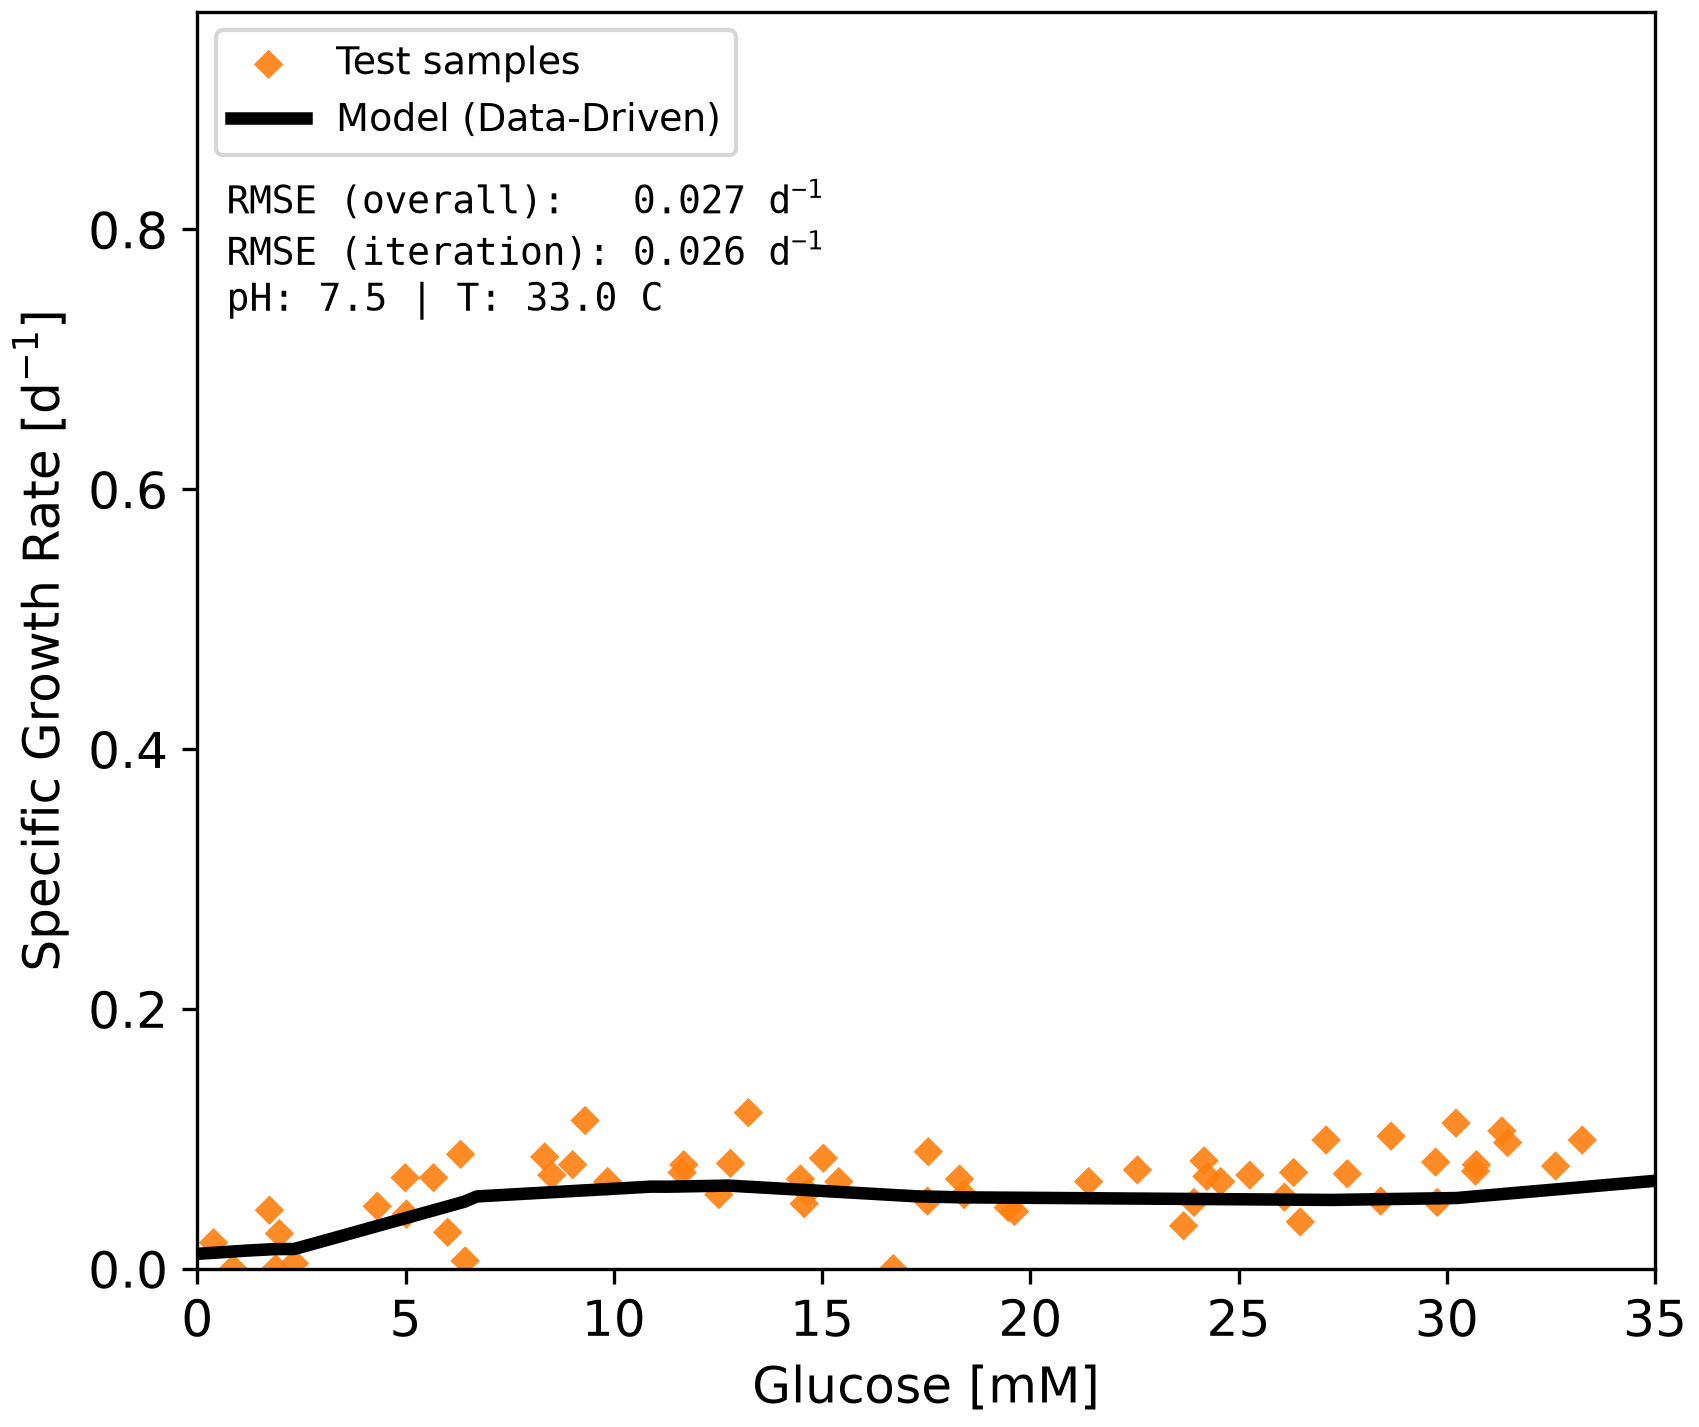 Test samples
Model (Data-Driven)
RMSE (overall):   0.027 d⁻¹
RMSE (iteration): 0.026 d⁻¹
pH: 7.5 | T: 33.0 C
Specific Growth Rate [d⁻¹]
0.8
0.6
0.4
0.2
0.0
0 5 10 15 20 25 30 35
Glucose [mM]